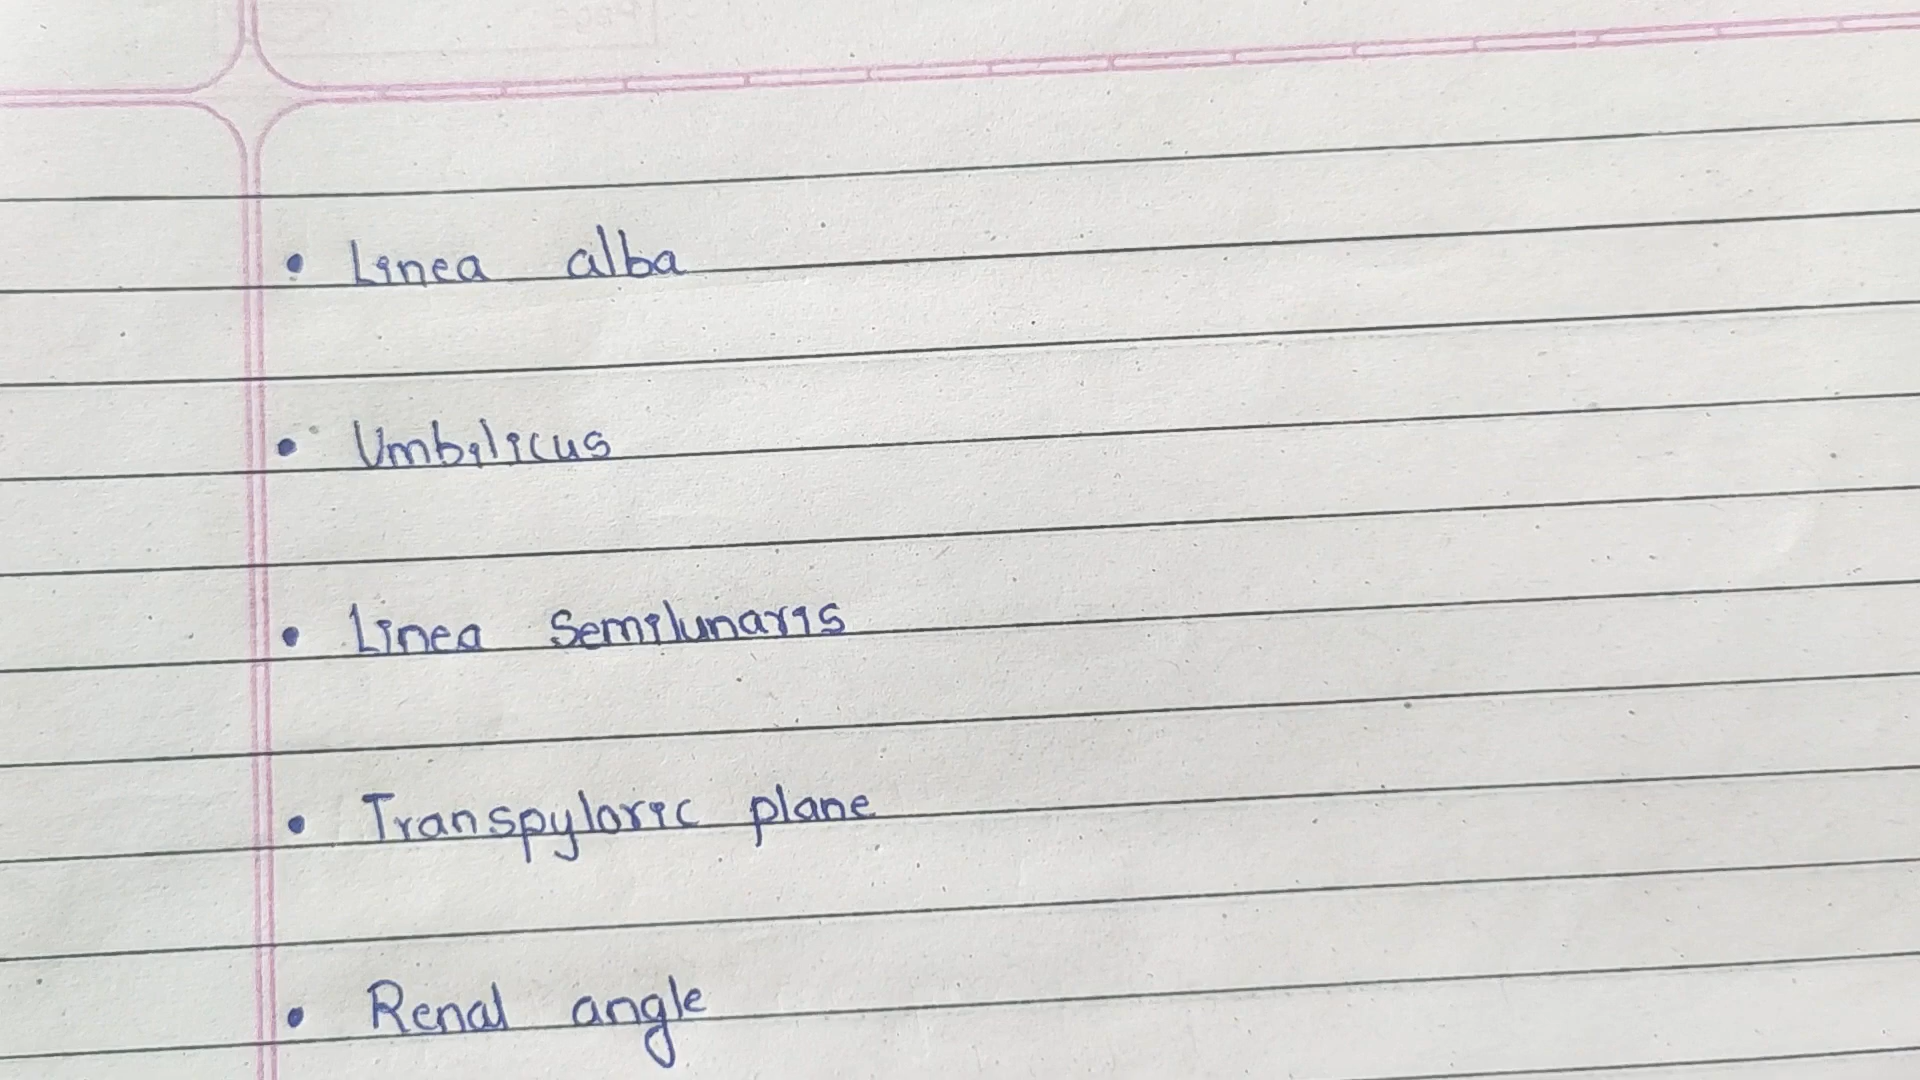 • Linea alba
• Umbilicus
• Linea Semilunaris
• Transpyloric plane
• Renal angle